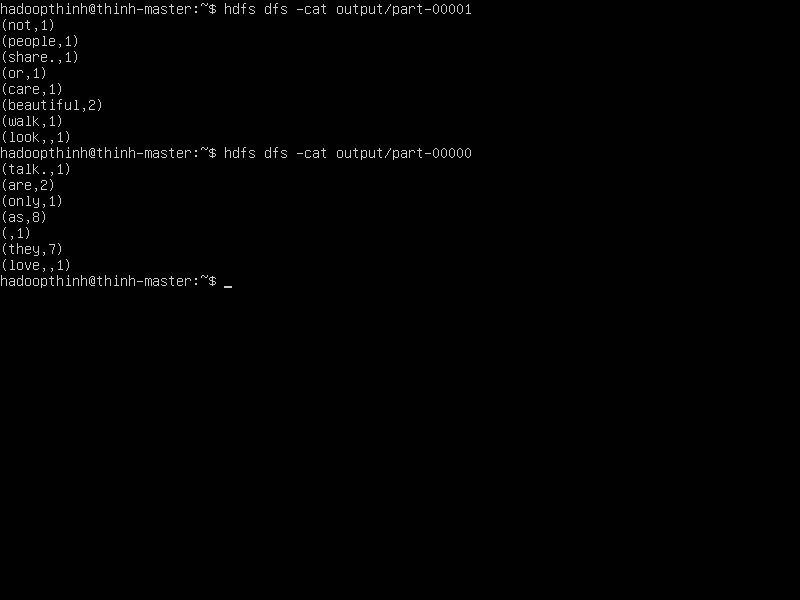 hadoopthinh@thinh-master:~$ hdfs dfs -cat output/part-00001
(not,1)
(people,1)
(share.,1)
(or,1)
(care,1)
(beautiful,2)
(walk,1)
(look,,1)
hadoopthinh@thinh-master:~$ hdfs dfs -cat output/part-00000
(talk.,1)
(are,2)
(only,1)
(as,8)
(,1)
(they,7)
(love,,1)
hadoopthinh@thinh-master:~$ _